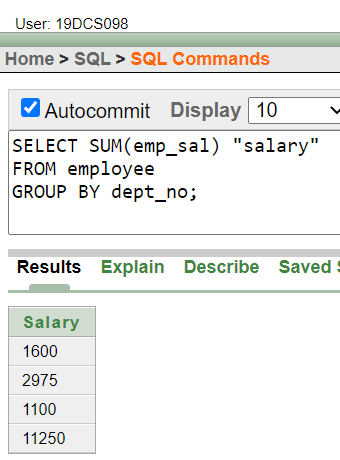 User: 19DCS098
Home > SQL > SQL Commands
Autocommit Display 10
SELECT SUM(emp_sal) "salary"
FROM employee
GROUP BY dept_no;
Results Explain Describe Saved
Salary
1600
2975
1100
11250